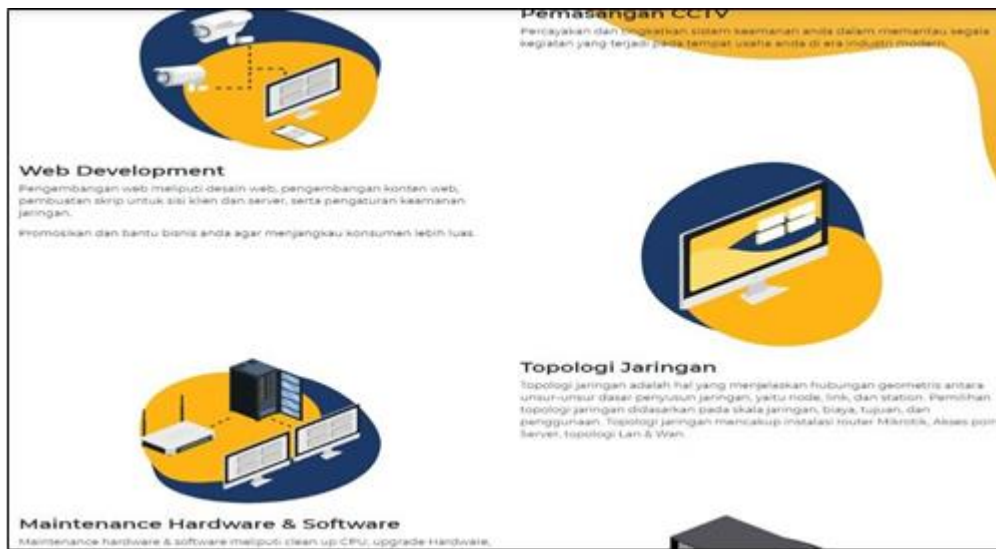 Pemasangan CCTV
Percayakan dan tingkatkan sistem keamanan anda dalam memantau segala
kegiatan yang terjadi pada tempat usaha anda di era industri modern.
Web Development
Pengembangan web meliputi desain web, pengembangan konten web,
pembuatan skrip untuk sisi klien dan server, serta pengaturan keamanan
jaringan.
Promosikan dan bantu bisnis anda agar menjangkau konsumen lebih luas.
Topologi Jaringan
Topologi jaringan adalah hal yang menjelaskan hubungan geometris antara
unsur-unsur dasar penyusun jaringan, yaitu node, link, dan station. Pemilihan
topologi jaringan didasarkan pada skala jaringan, biaya, tujuan, dan
penggunaan. Topologi jaringan mencakup instalasi router Mikrotik, Akses poin
Server, topologi Lan & Wan.
Maintenance Hardware & Software
Maintenance hardware & software meliputi clean up CPU, upgrade Hardware,